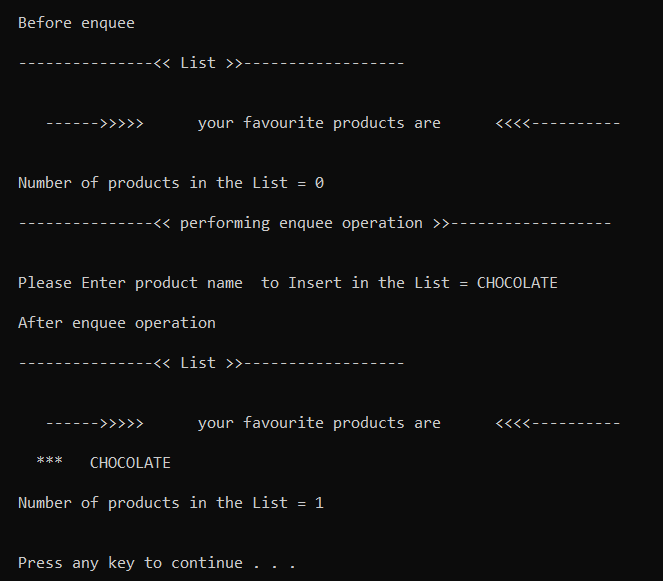 Before enquee
---------------<< List >>------------------
------>>>>>      your favourite products are      <<<<----------
Number of products in the List = 0
---------------<< performing enquee operation >>------------------
Please Enter product name  to Insert in the List = CHOCOLATE
After enquee operation
---------------<< List >>------------------
------>>>>>      your favourite products are      <<<<----------
***   CHOCOLATE
Number of products in the List = 1
Press any key to continue . . .